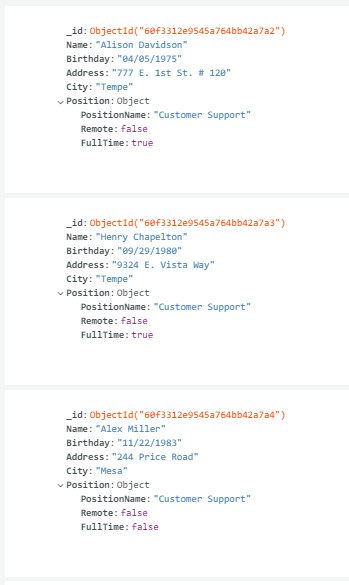 _id: ObjectId("60f3312e9545a764bb42a7a2")
Name: "Alison Davidson"
Birthday: "04/05/1975"
Address: "777 E. 1st St. # 120"
City: "Tempe"
Position: Object
PositionName: "Customer Support"
Remote: false
FullTime: true
_id: ObjectId("60f3312e9545a764bb42a7a3")
Name: "Henry Chapelton"
Birthday: "09/29/1980"
Address: "9324 E. Vista Way"
City: "Tempe"
Position: Object
PositionName: "Customer Support"
Remote: false
FullTime: true
_id: ObjectId("60f3312e9545a764bb42a7a4")
Name: "Alex Miller"
Birthday: "11/22/1983"
Address: "244 Price Road"
City: "Mesa"
Position: Object
PositionName: "Customer Support"
Remote: false
FullTime: false